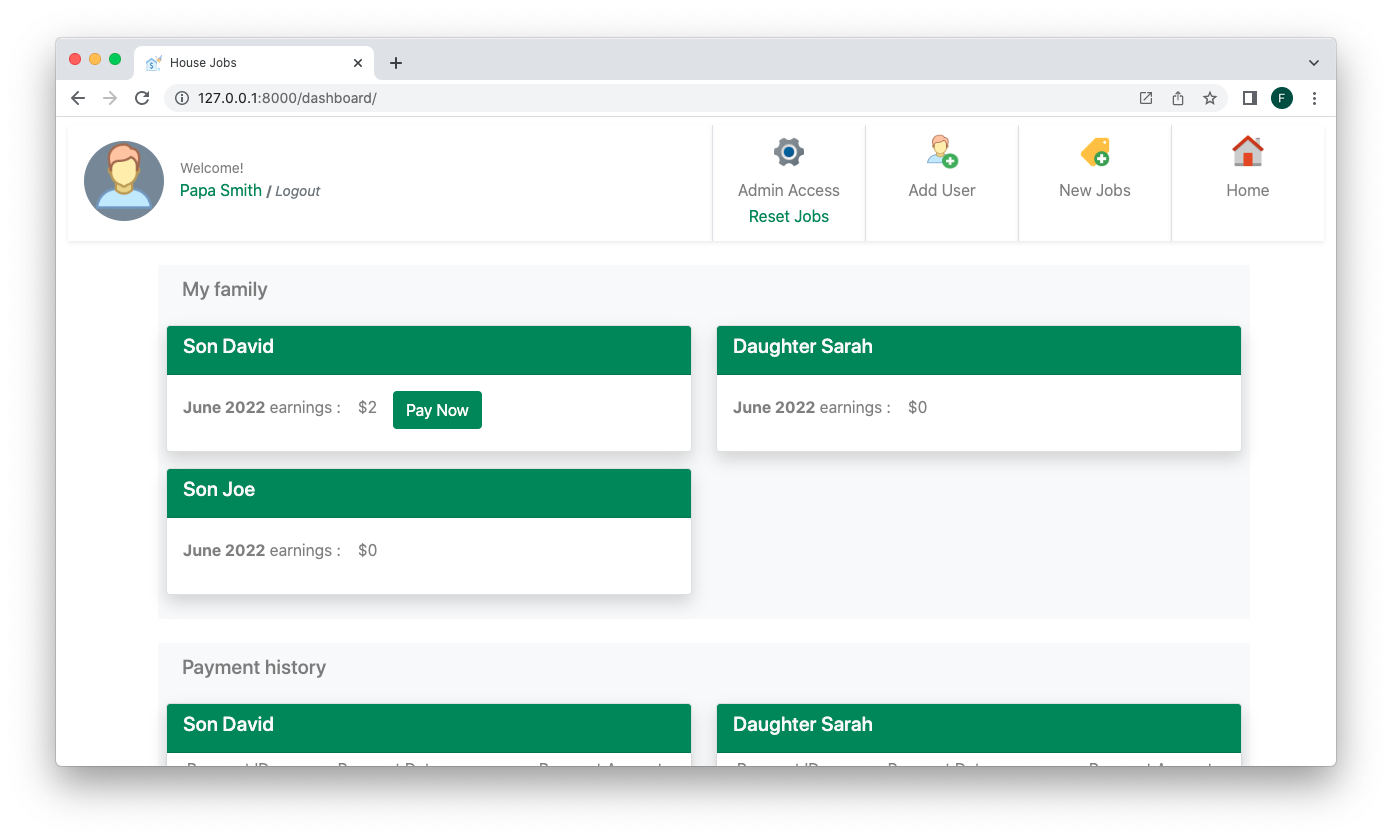 House Jobs
127.0.0.1:8000/dashboard/
F
Welcome!
Papa Smith / Logout
Admin Access
Reset Jobs
Add User
New Jobs
Home
My family
Son David
June 2022 earnings : $2 Pay Now
Daughter Sarah
June 2022 earnings : $0
Son Joe
June 2022 earnings : $0
Payment history
Son David
Daughter Sarah